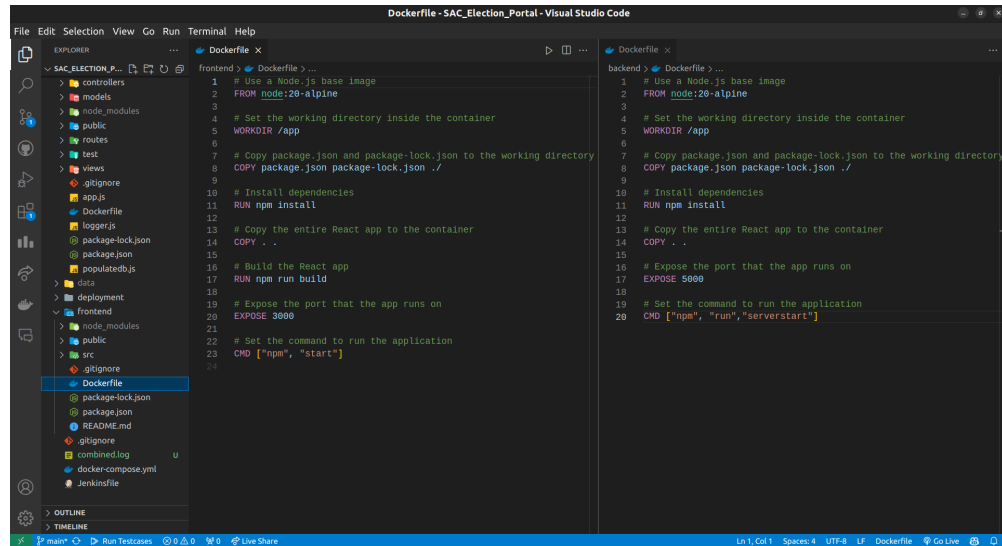 Dockerfile - SAC_Election_Portal - Visual Studio Code
File Edit Selection View Go Run Terminal Help
EXPLORER
SAC_ELECTION_P...
controllers
models
node_modules
public
routes
test
views
.gitignore
app.js
Dockerfile
logger.js
package-lock.json
package.json
populatedb.js
data
deployment
frontend
node_modules
public
src
.gitignore
Dockerfile
package-lock.json
package.json
README.md
.gitignore
combined.log U
docker-compose.yml
Jenkinsfile
OUTLINE
TIMELINE
Dockerfile
frontend > Dockerfile > ...
1 # Use a Node.js base image
2 FROM node:20-alpine
3
4 # Set the working directory inside the container
5 WORKDIR /app
6
7 # Copy package.json and package-lock.json to the working directory
8 COPY package.json package-lock.json ./
9
10 # Install dependencies
11 RUN npm install
12
13 # Copy the entire React app to the container
14 COPY . .
15
16 # Build the React app
17 RUN npm run build
18
19 # Expose the port that the app runs on
20 EXPOSE 3000
21
22 # Set the command to run the application
23 CMD ["npm", "start"]
24
Dockerfile
backend > Dockerfile > ...
1 # Use a Node.js base image
2 FROM node:20-alpine
3
4 # Set the working directory inside the container
5 WORKDIR /app
6
7 # Copy package.json and package-lock.json to the working directory
8 COPY package.json package-lock.json ./
9
10 # Install dependencies
11 RUN npm install
12
13 # Copy the entire React app to the container
14 COPY . .
15
16 # Expose the port that the app runs on
17 EXPOSE 5000
18
19 # Set the command to run the application
20 CMD ["npm", "run","serverstart"]
main* Run Testcases 0 0 0 Live Share Ln 1, Col 1 Spaces: 4 UTF-8 LF Dockerfile Go Live